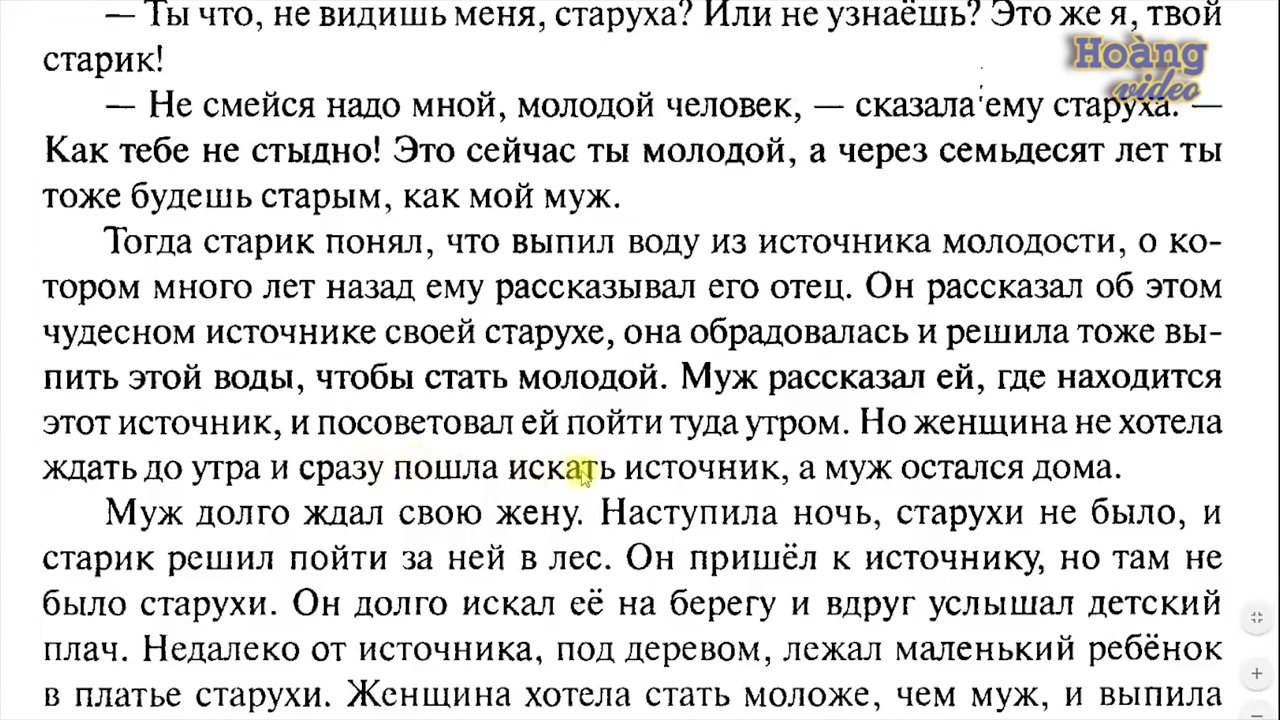 — Ты что, не видишь меня, старуха? Или не узнаёшь? Это же я, твой
старик!
Hoàng
video
— Не смейся надо мной, молодой человек, — сказала ему старуха. —
Как тебе не стыдно! Это сейчас ты молодой, а через семьдесят лет ты
тоже будешь старым, как мой муж.
Тогда старик понял, что выпил воду из источника молодости, о ко-
тором много лет назад ему рассказывал его отец. Он рассказал об этом
чудесном источнике своей старухе, она обрадовалась и решила тоже вы-
пить этой воды, чтобы стать молодой. Муж рассказал ей, где находится
этот источник, и посоветовал ей пойти туда утром. Но женщина не хотела
ждать до утра и сразу пошла искать источник, а муж остался дома.
Муж долго ждал свою жену. Наступила ночь, старухи не было, и
старик решил пойти за ней в лес. Он пришёл к источнику, но там не
было старухи. Он долго искал её на берегу и вдруг услышал детский
плач. Недалеко от источника, под деревом, лежал маленький ребёнок
в платье старухи. Женщина хотела стать моложе, чем муж, и выпила